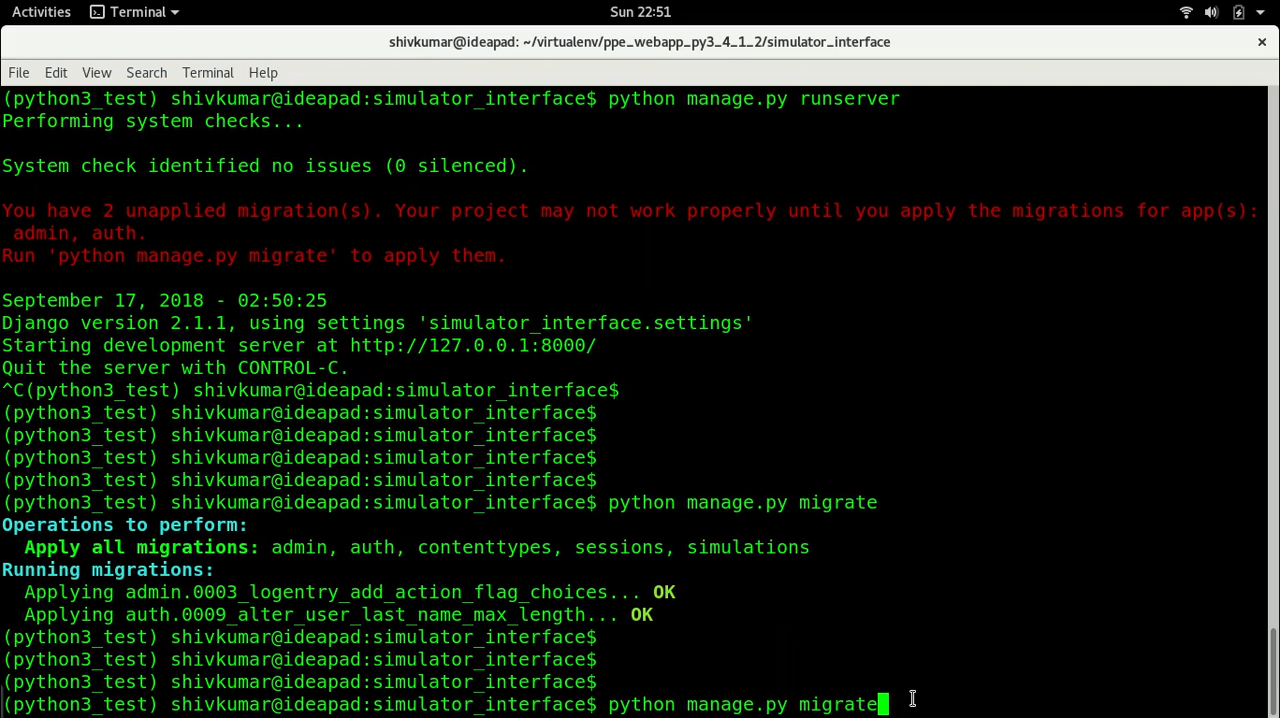 Activities Terminal Sun 22:51
shivkumar@ideapad: ~/virtualenv/ppe_webapp_py3_4_1_2/simulator_interface ×
File Edit View Search Terminal Help
(python3_test) shivkumar@ideapad:simulator_interface$ python manage.py runserver
Performing system checks...
System check identified no issues (0 silenced).
You have 2 unapplied migration(s). Your project may not work properly until you apply the migrations for app(s):
admin, auth.
Run 'python manage.py migrate' to apply them.
September 17, 2018 - 02:50:25
Django version 2.1.1, using settings 'simulator_interface.settings'
Starting development server at http://127.0.0.1:8000/
Quit the server with CONTROL-C.
^C(python3_test) shivkumar@ideapad:simulator_interface$
(python3_test) shivkumar@ideapad:simulator_interface$
(python3_test) shivkumar@ideapad:simulator_interface$
(python3_test) shivkumar@ideapad:simulator_interface$
(python3_test) shivkumar@ideapad:simulator_interface$
(python3_test) shivkumar@ideapad:simulator_interface$ python manage.py migrate
Operations to perform:
Apply all migrations: admin, auth, contenttypes, sessions, simulations
Running migrations:
Applying admin.0003_logentry_add_action_flag_choices... OK
Applying auth.0009_alter_user_last_name_max_length... OK
(python3_test) shivkumar@ideapad:simulator_interface$
(python3_test) shivkumar@ideapad:simulator_interface$
(python3_test) shivkumar@ideapad:simulator_interface$
(python3_test) shivkumar@ideapad:simulator_interface$ python manage.py migrate